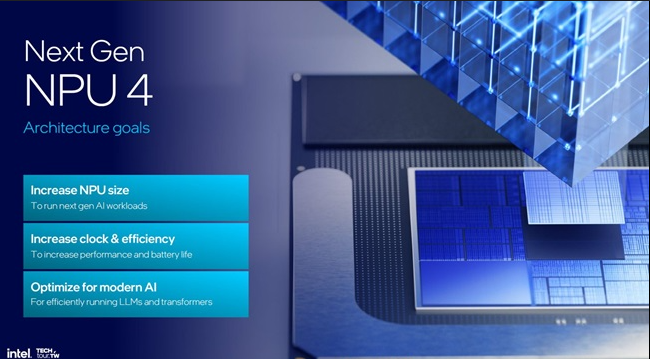 Next Gen
NPU 4
Architecture goals
Increase NPU size
To run next gen AI workloads
Increase clock & efficiency
To increase performance and battery life
Optimize for modern AI
For efficiently running LLMs and transformers
intel. TECH
tour.TW